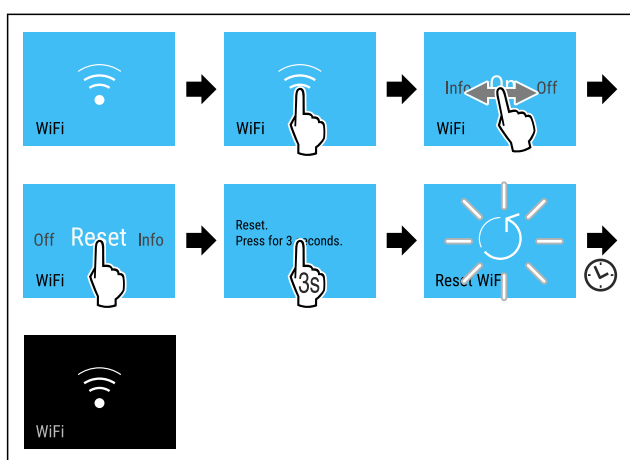 WiFi
WiFi
Info On Off
WiFi
Off Reset Info
WiFi
Reset.
Press for 3 seconds.
3s
Reset WiFi
WiFi